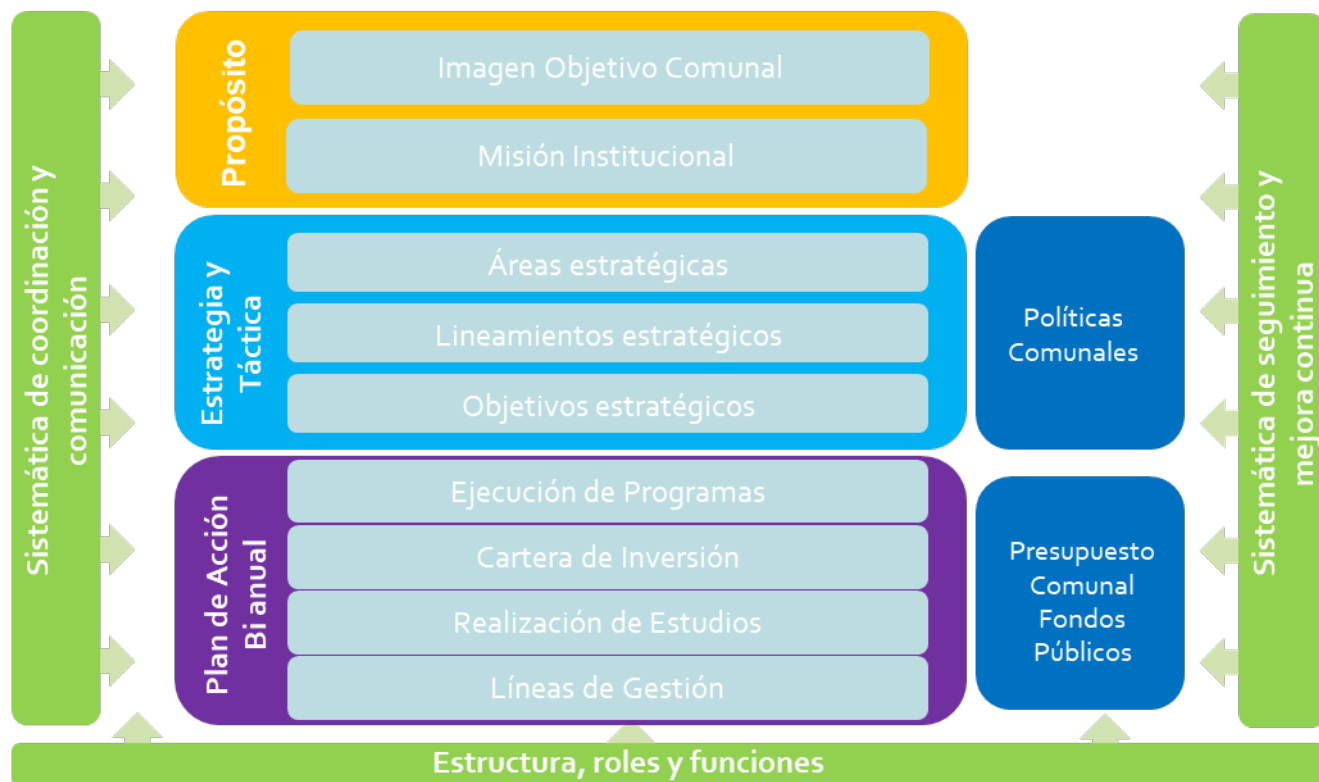 Sistemática de coordinación y
comunicación
Propósito
Imagen Objetivo Comunal
Misión Institucional
Estrategia y
Táctica
Áreas estratégicas
Lineamientos estratégicos
Objetivos estratégicos
Políticas
Comunales
Plan de Acción
Bi anual
Ejecución de Programas
Cartera de Inversión
Realización de Estudios
Líneas de Gestión
Presupuesto
Comunal
Fondos
Públicos
Sistemática de seguimiento y
mejora continua
Estructura, roles y funciones